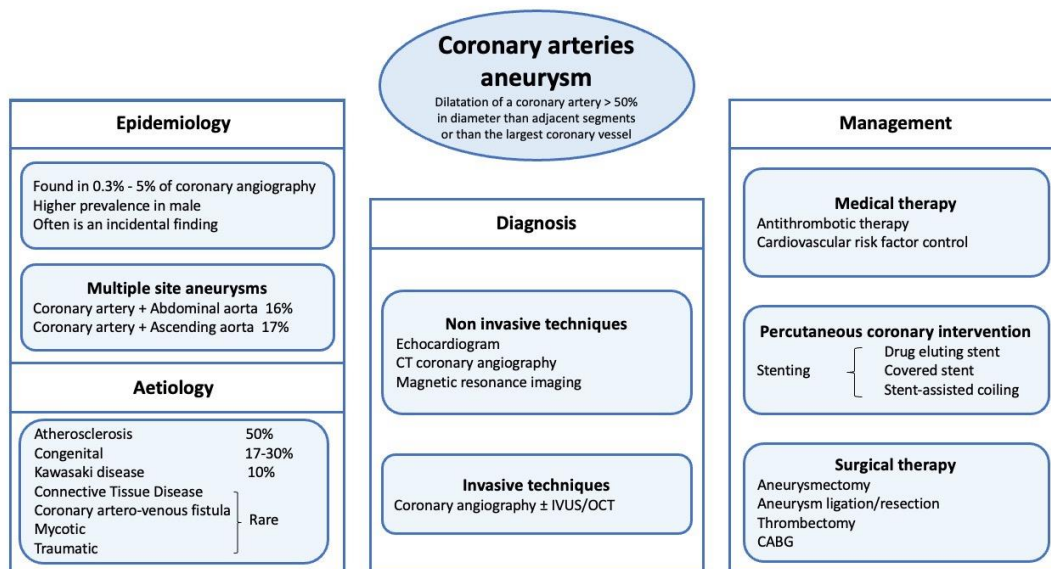 Coronary arteries
aneurysm
Dilatation of a coronary artery > 50%
in diameter than adjacent segments
or than the largest coronary vessel
Epidemiology
Found in 0.3% - 5% of coronary angiography
Higher prevalence in male
Often is an incidental finding
Multiple site aneurysms
Coronary artery + Abdominal aorta 16%
Coronary artery + Ascending aorta 17%
Aetiology
Atherosclerosis 50%
Congenital 17-30%
Kawasaki disease 10%
Connective Tissue Disease
Coronary artero-venous fistula
Mycotic
Traumatic
Rare
Diagnosis
Non invasive techniques
Echocardiogram
CT coronary angiography
Magnetic resonance imaging
Invasive techniques
Coronary angiography ± IVUS/OCT
Management
Medical therapy
Antithrombotic therapy
Cardiovascular risk factor control
Percutaneous coronary intervention
Stenting
Drug eluting stent
Covered stent
Stent-assisted coiling
Surgical therapy
Aneurysmectomy
Aneurysm ligation/resection
Thrombectomy
CABG